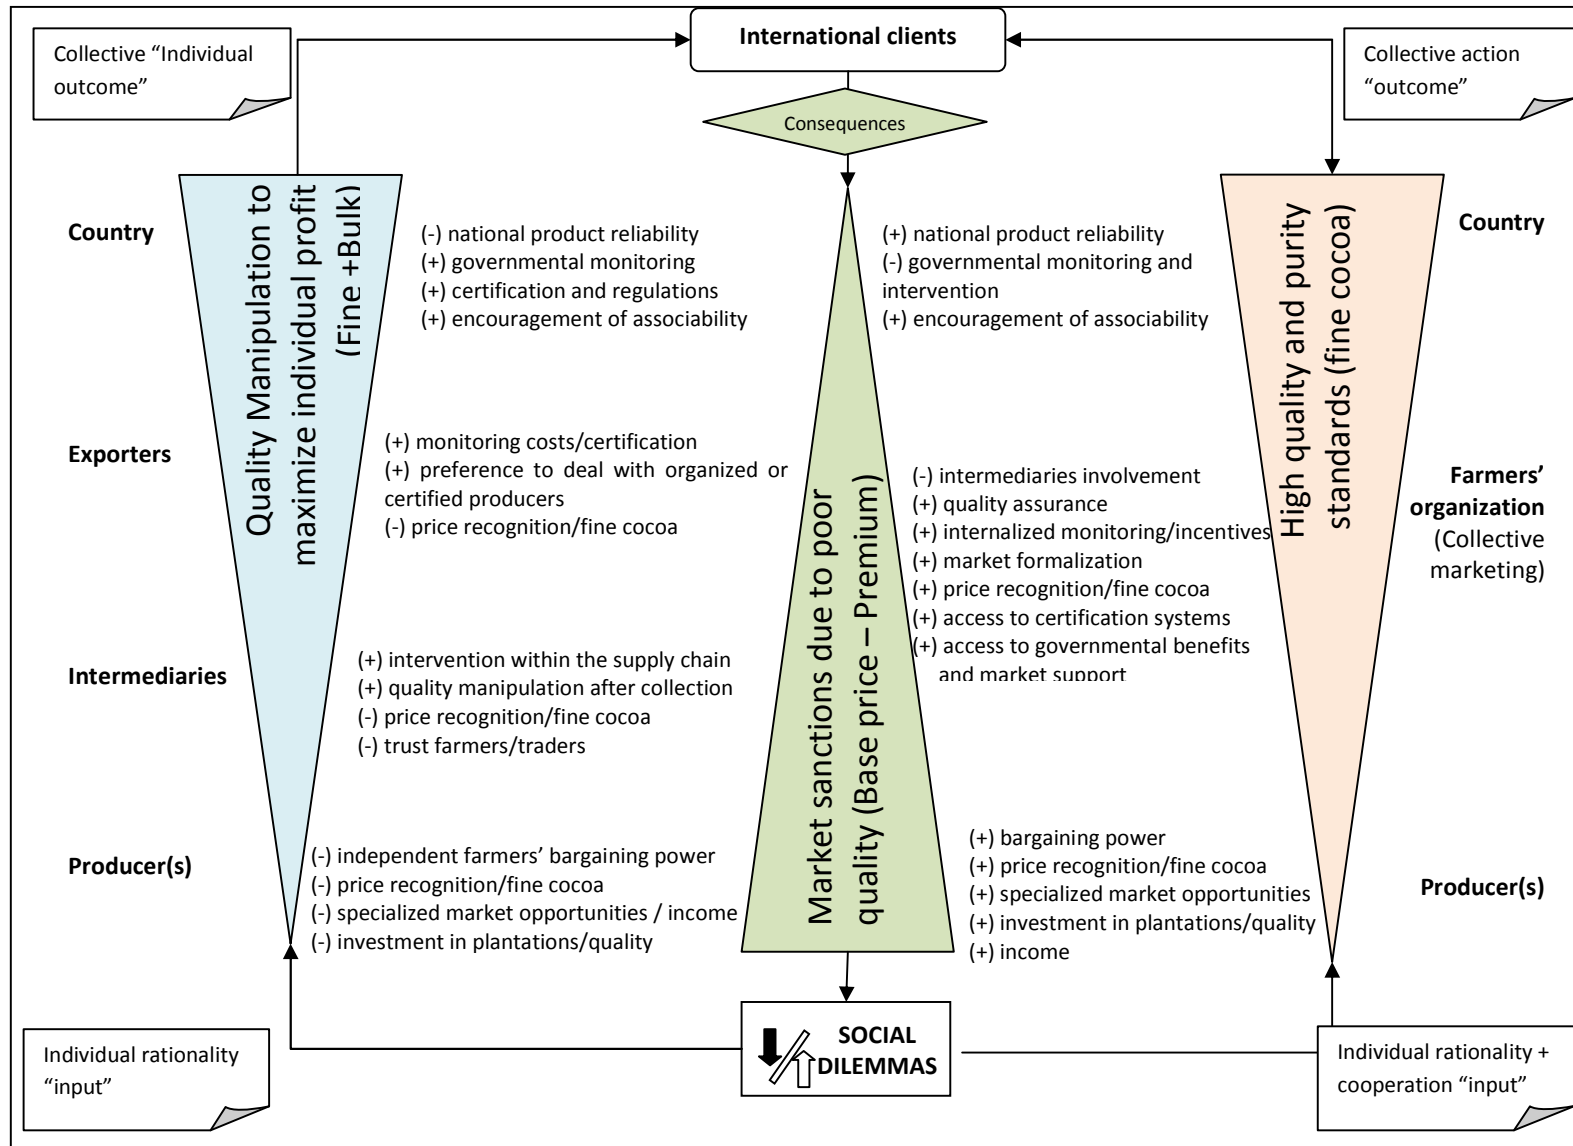 International clients
Collective “Individual
outcome”
Collective action
“outcome”
Consequences
Quality Manipulation to
maximize individual profit
(Fine +Bulk)
Country
(-) national product reliability
(+) governmental monitoring
(+) certification and regulations
(+) encouragement of associability
Exporters
(+) monitoring costs/certification
(+) preference to deal with organized or
certified producers
(-) price recognition/fine cocoa
Intermediaries
(+) intervention within the supply chain
(+) quality manipulation after collection
(-) price recognition/fine cocoa
(-) trust farmers/traders
Producer(s)
(-) independent farmers’ bargaining power
(-) price recognition/fine cocoa
(-) specialized market opportunities / income
(-) investment in plantations/quality
Market sanctions due to poor
quality (Base price – Premium)
(+) national product reliability
(-) governmental monitoring and
intervention
(+) encouragement of associability
(-) intermediaries involvement
(+) quality assurance
(+) internalized monitoring/incentives
(+) market formalization
(+) price recognition/fine cocoa
(+) access to certification systems
(+) access to governmental benefits
and market support
(+) bargaining power
(+) price recognition/fine cocoa
(+) specialized market opportunities
(+) investment in plantations/quality
(+) income
High quality and purity
standards (fine cocoa)
Country
Farmers’
organization
(Collective
marketing)
Producer(s)
SOCIAL
DILEMMAS
Individual rationality
“input”
Individual rationality +
cooperation “input”